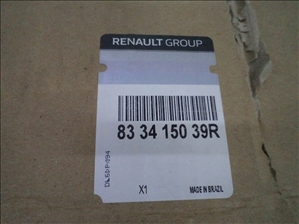 RENAULT GROUP
83 34 150 39R
X1
MADE IN BRAZIL